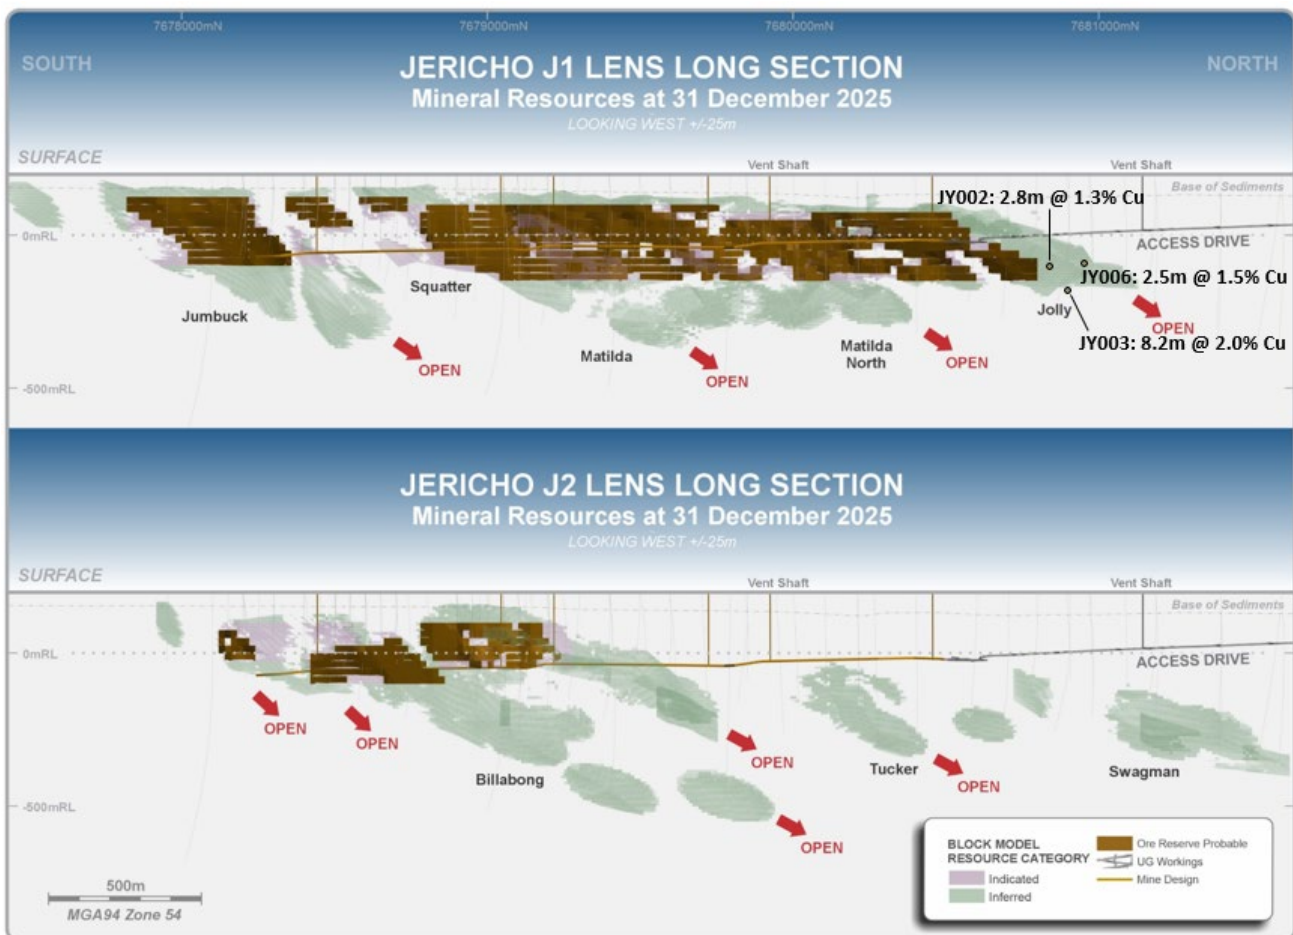 7678000mN
7679000mN
7680000mN
7681000mN
SOUTH
NORTH
JERICHO J1 LENS LONG SECTION
Mineral Resources at 31 December 2025
LOOKING WEST +/-25m
SURFACE
Vent Shaft
Vent Shaft
Base of Sediments
JY002: 2.8m @ 1.3% Cu
0mRL
ACCESS DRIVE
JY006: 2.5m @ 1.5% Cu
Squatter
Jumbuck
Jolly
OPEN
JY003: 8.2m @ 2.0% Cu
Matilda
Matilda
North
OPEN
OPEN
OPEN
-500mRL
JERICHO J2 LENS LONG SECTION
Mineral Resources at 31 December 2025
LOOKING WEST +/-25m
SURFACE
Vent Shaft
Vent Shaft
Base of Sediments
0mRL
ACCESS DRIVE
OPEN
OPEN
OPEN
Billabong
Tucker
Swagman
OPEN
-500mRL
OPEN
BLOCK MODEL
RESOURCE CATEGORY
Indicated
Inferred
Ore Reserve Probable
UG Workings
Mine Design
500m
MGA94 Zone 54